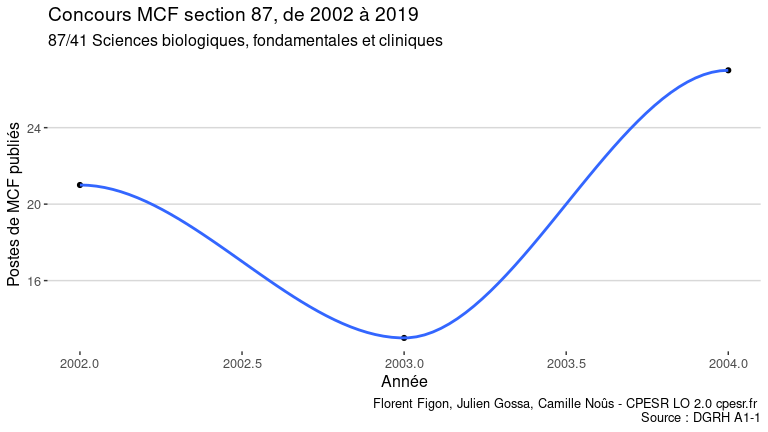 Concours MCF section 87, de 2002 à 2019
87/41 Sciences biologiques, fondamentales et cliniques
Postes de MCF publiés
24
20
16
2002.0 2002.5 2003.0 2003.5 2004.0
Année
Florent Figon, Julien Gossa, Camille Noûs - CPESR LO 2.0 cpesr.fr
Source : DGRH A1-1